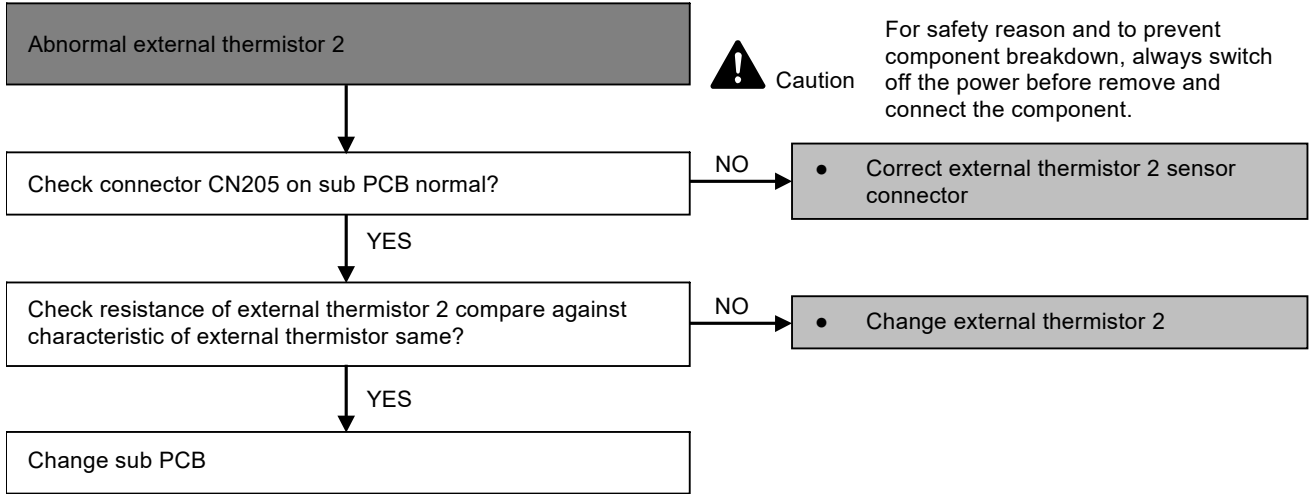 Abnormal external thermistor 2
Caution
For safety reason and to prevent
component breakdown, always switch
off the power before remove and
connect the component.
Check connector CN205 on sub PCB normal?
NO
● Correct external thermistor 2 sensor
connector
YES
Check resistance of external thermistor 2 compare against
characteristic of external thermistor same?
NO
● Change external thermistor 2
YES
Change sub PCB